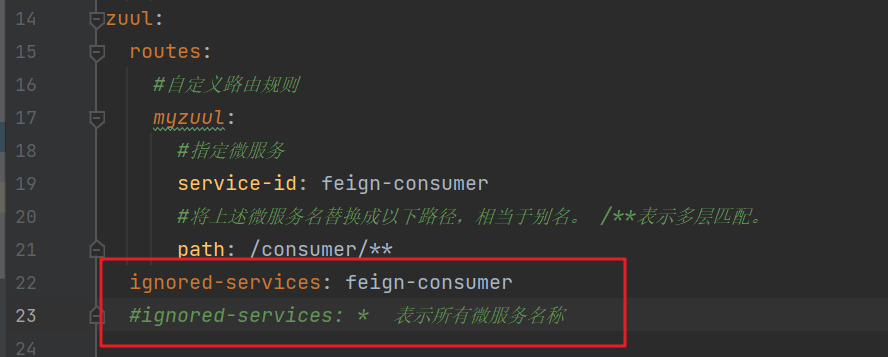 14 zuul:
15 routes:
16 #自定义路由规则
17 myzuul:
18 #指定微服务
19 service-id: feign-consumer
20 #将上述微服务名替换成以下路径，相当于别名。 /**表示多层匹配。
21 path: /consumer/**
22 ignored-services: feign-consumer
23 #ignored-services: * 表示所有微服务名称
24